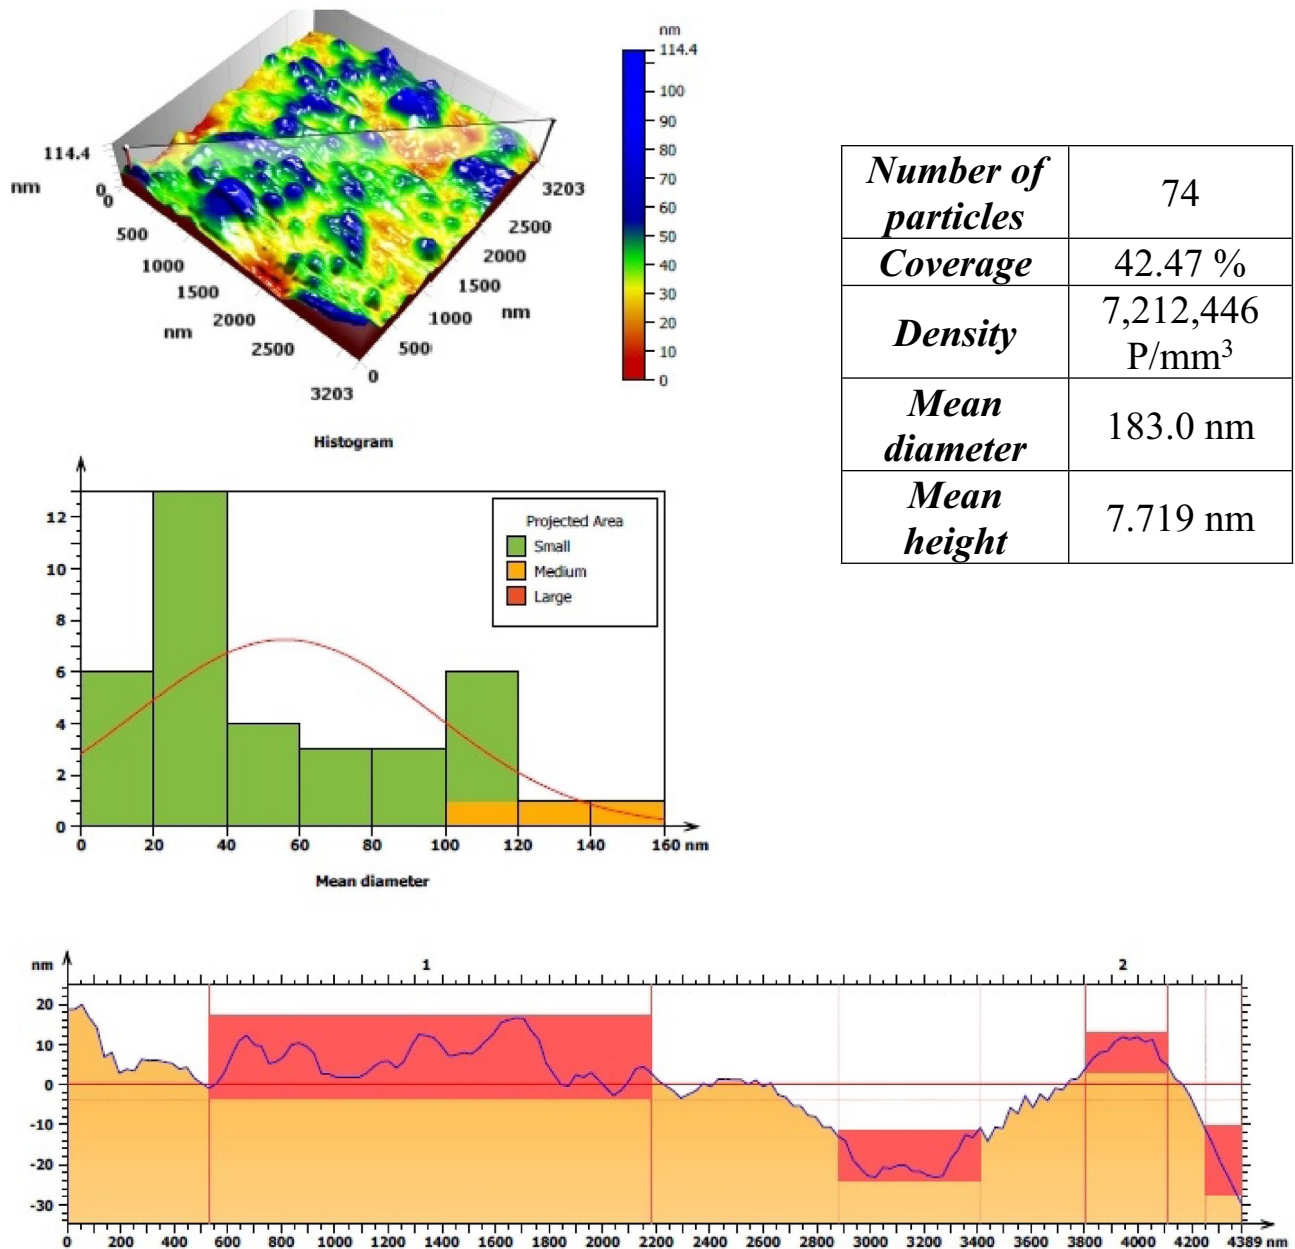 nm
114.4
100
90
80
70
60
50
40
30
20
10
0
114.4
nm
0
0
500
1000
1500
nm
2000
2500
3203
0
500
1000
nm
1500
2000
2500
3203
Number of
particles
74
Coverage
42.47 %
Density
7,212,446
P/mm³
Mean
diameter
183.0 nm
Mean
height
7.719 nm
Histogram
12
10
8
6
4
2
0
Projected Area
Small
Medium
Large
0 20 40 60 80 100 120 140 160 nm
Mean diameter
nm
1 2
20
10
0
-10
-20
-30
0 200 400 600 800 1000 1200 1400 1600 1800 2000 2200 2400 2600 2800 3000 3200 3400 3600 3800 4000 4200 4389 nm